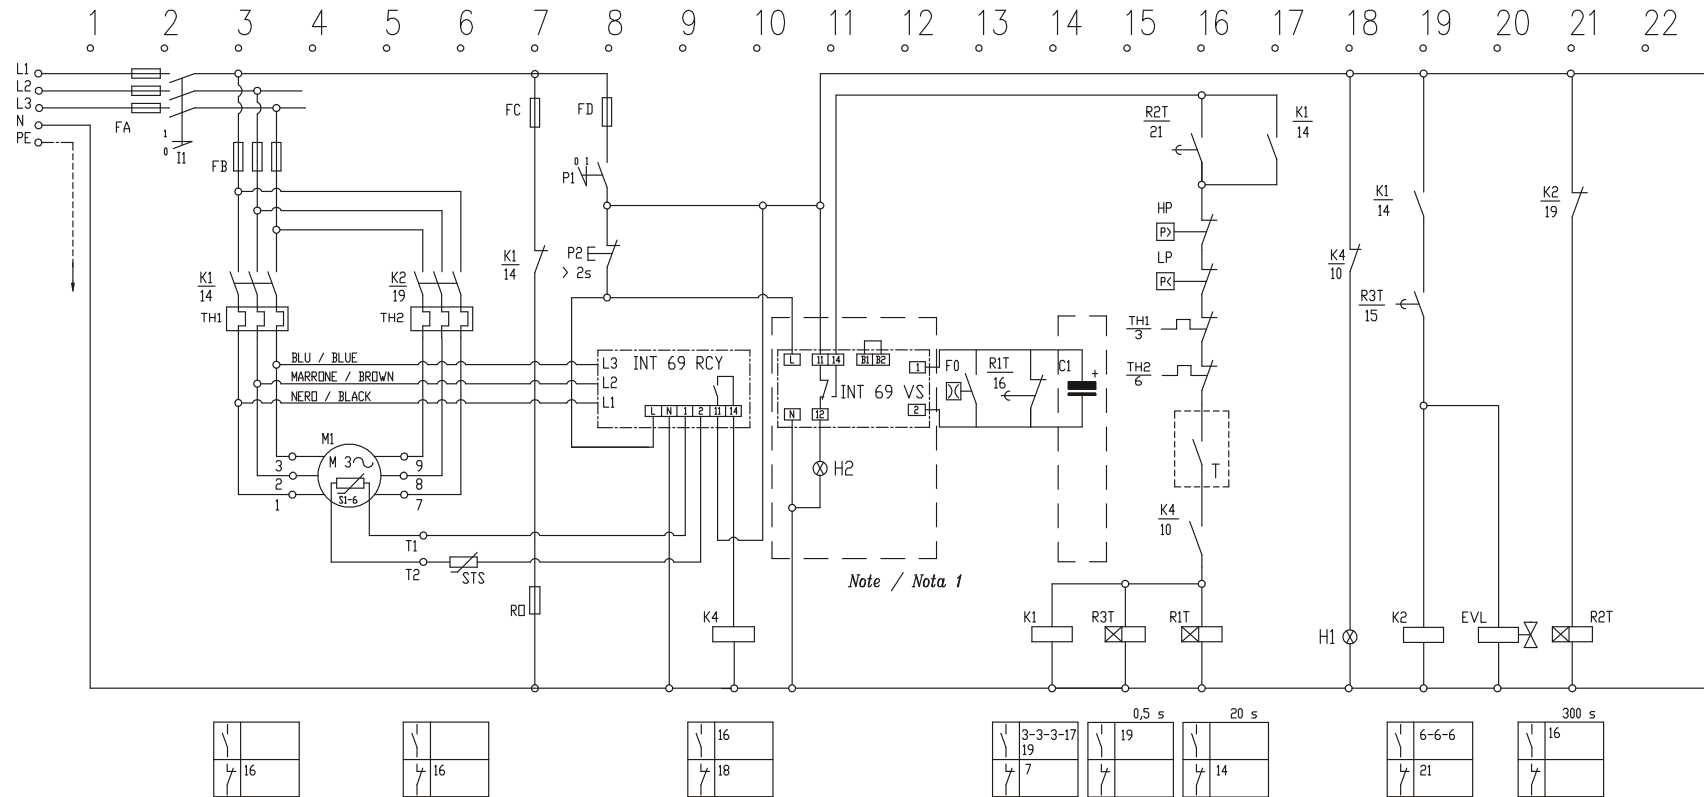 1 2 3 4 5 6 7 8 9 10 11 12 13 14 15 16 17 18 19 20 21 22
L1
L2
L3
N
PE
FA
1
0
I1
FB
FC
FD
0 1
P1
P2
> 2s
R2T
21
K1
14
HP
P>
LP
P<
TH1
3
TH2
6
T
K4
10
K4
10
K1
14
R3T
15
K2
19
K1
14
TH1
K2
19
TH2
K1
14
BLU / BLUE
MARRONE / BROWN
NERO / BLACK
L3
L2
L1
INT 69 RCY
L N 1 2 11 14
L 11 14 B1 B2
1
INT 69 VS
N 12
2
F0
R1T
16
C1
+
H2
M1
M 3
S1-6
3
2
1
9
8
7
T1
T2
STS
Note / Nota 1
RO
K4
K1
R3T
R1T
H1
K2
EVL
R2T
0,5 s
20 s
300 s
16
16
16
18
3-3-3-17
19
7
19
14
6-6-6
21
16